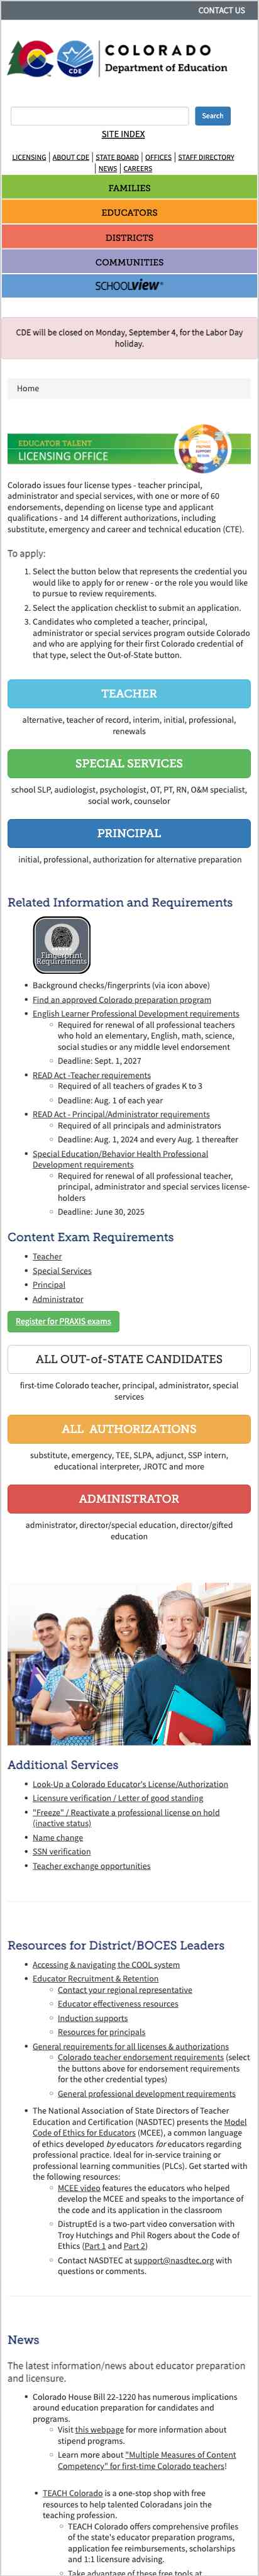 CONTACT US
CDE
COLORADO
Department of Education
Search
SITE INDEX
LICENSING | ABOUT CDE | STATE BOARD | OFFICES | STAFF DIRECTORY
| NEWS | CAREERS
FAMILIES
EDUCATORS
DISTRICTS
COMMUNITIES
SCHOOLVIEW®
CDE will be closed on Monday, September 4, for the Labor Day
holiday.
Home
EDUCATOR TALENT
LICENSING OFFICE
Colorado issues four license types - teacher principal,
administrator and special services, with one or more of 60
endorsements, depending on license type and applicant
qualifications - and 14 different authorizations, including
substitute, emergency and career and technical education (CTE).
To apply:
1. Select the button below that represents the credential you
would like to apply for or renew - or the role you would like
to pursue to review requirements.
2. Select the application checklist to submit an application.
3. Candidates who completed a teacher, principal,
administrator or special services program outside Colorado
and who are applying for their first Colorado credential of
that type, select the Out-of-State button.
TEACHER
alternative, teacher of record, interim, initial, professional,
renewals
SPECIAL SERVICES
school SLP, audiologist, psychologist, OT, PT, RN, O&M specialist,
social work, counselor
PRINCIPAL
initial, professional, authorization for alternative preparation
Related Information and Requirements
Fingerprint
Requirements
• Background checks/fingerprints (via icon above)
• Find an approved Colorado preparation program
• English Learner Professional Development requirements
◦ Required for renewal of all professional teachers
who hold an elementary, English, math, science,
social studies or any middle level endorsement
◦ Deadline: Sept. 1, 2027
• READ Act -Teacher requirements
◦ Required of all teachers of grades K to 3
◦ Deadline: Aug. 1 of each year
• READ Act - Principal/Administrator requirements
◦ Required of all principals and administrators
◦ Deadline: Aug. 1, 2024 and every Aug. 1 thereafter
• Special Education/Behavior Health Professional
Development requirements
◦ Required for renewal of all professional teacher,
principal, administrator and special services license-
holders
◦ Deadline: June 30, 2025
Content Exam Requirements
• Teacher
• Special Services
• Principal
• Administrator
Register for PRAXIS exams
ALL OUT-of-STATE CANDIDATES
first-time Colorado teacher, principal, administrator, special
services
ALL AUTHORIZATIONS
substitute, emergency, TEE, SLPA, adjunct, SSP intern,
educational interpreter, JROTC and more
ADMINISTRATOR
administrator, director/special education, director/gifted
education
Additional Services
• Look-Up a Colorado Educator's License/Authorization
• Licensure verification / Letter of good standing
• "Freeze" / Reactivate a professional license on hold
(inactive status)
• Name change
• SSN verification
• Teacher exchange opportunities
Resources for District/BOCES Leaders
• Accessing & navigating the COOL system
• Educator Recruitment & Retention
◦ Contact your regional representative
◦ Educator effectiveness resources
◦ Induction supports
◦ Resources for principals
• General requirements for all licenses & authorizations
◦ Colorado teacher endorsement requirements (select
the buttons above for endorsement requirements
for the other credential types)
◦ General professional development requirements
• The National Association of State Directors of Teacher
Education and Certification (NASDTEC) presents the Model
Code of Ethics for Educators (MCEE), a common language
of ethics developed by educators for educators regarding
professional practice. Ideal for in-service training or
professional learning communities (PLCs). Get started with
the following resources:
◦ MCEE video features the educators who helped
develop the MCEE and speaks to the importance of
the code and its application in the classroom
◦ DistruptEd is a two-part video conversation with
Troy Hutchings and Phil Rogers about the Code of
Ethics (Part 1 and Part 2)
◦ Contact NASDTEC at support@nasdtec.org with
questions or comments.
News
The latest information/news about educator preparation
and licensure.
• Colorado House Bill 22-1220 has numerous implications
around education preparation for candidates and
programs.
◦ Visit this webpage for more information about
stipend programs.
◦ Learn more about "Multiple Measures of Content
Competency" for first-time Colorado teachers!
• TEACH Colorado is a one-stop shop with free
resources to help talented Coloradans join the
teaching profession.
◦ TEACH Colorado offers comprehensive profiles
of the state's educator preparation programs,
application fee reimbursements, scholarships
and 1:1 licensure advising.
◦ Take advantage of these free tools at